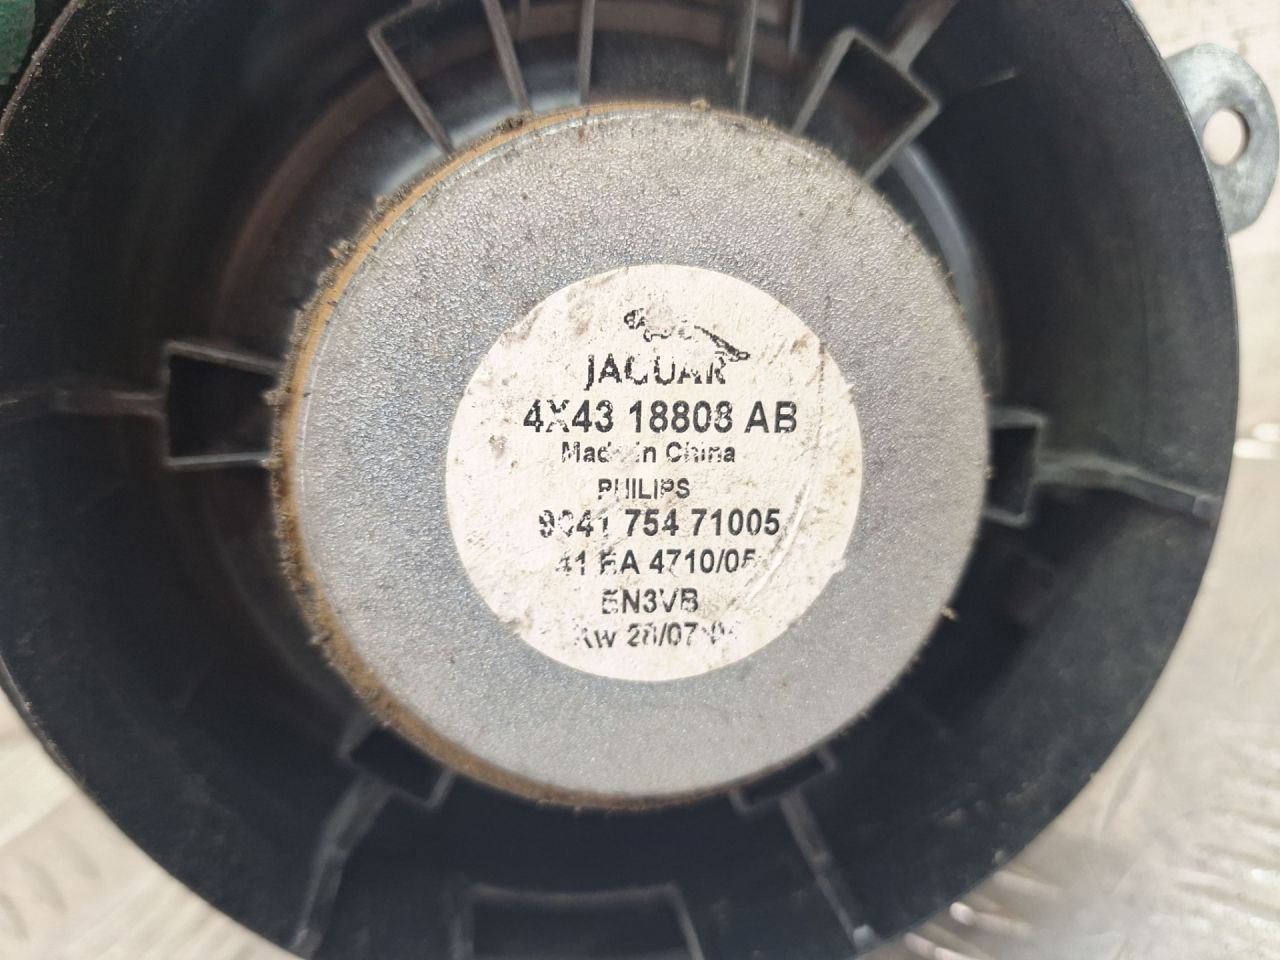 JAGUAR
4X43 18808 AB
Made in China
PHILIPS
9041 754 71005
41 EA 4710/05
EN3VB